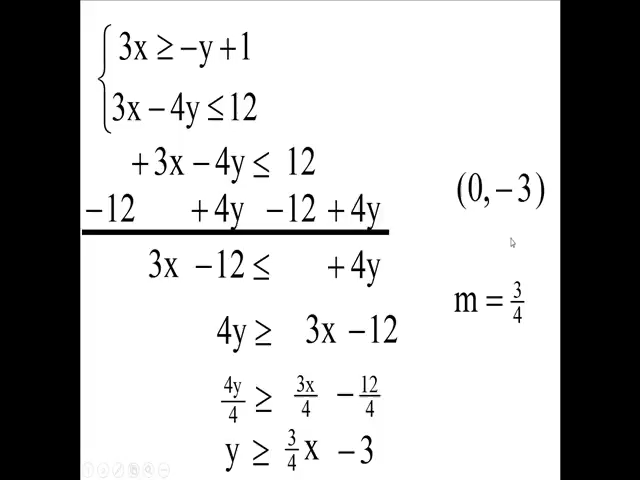 3x ≥ −y + 1
3x − 4y ≤ 12
+3x − 4y ≤ 12
−12 +4y −12 +4y
3x −12 ≤ +4y
4y ≥ 3x −12
4y/4 ≥ 3x/4 − 12/4
y ≥ 3/4 x − 3
(0, −3)
m = 3/4